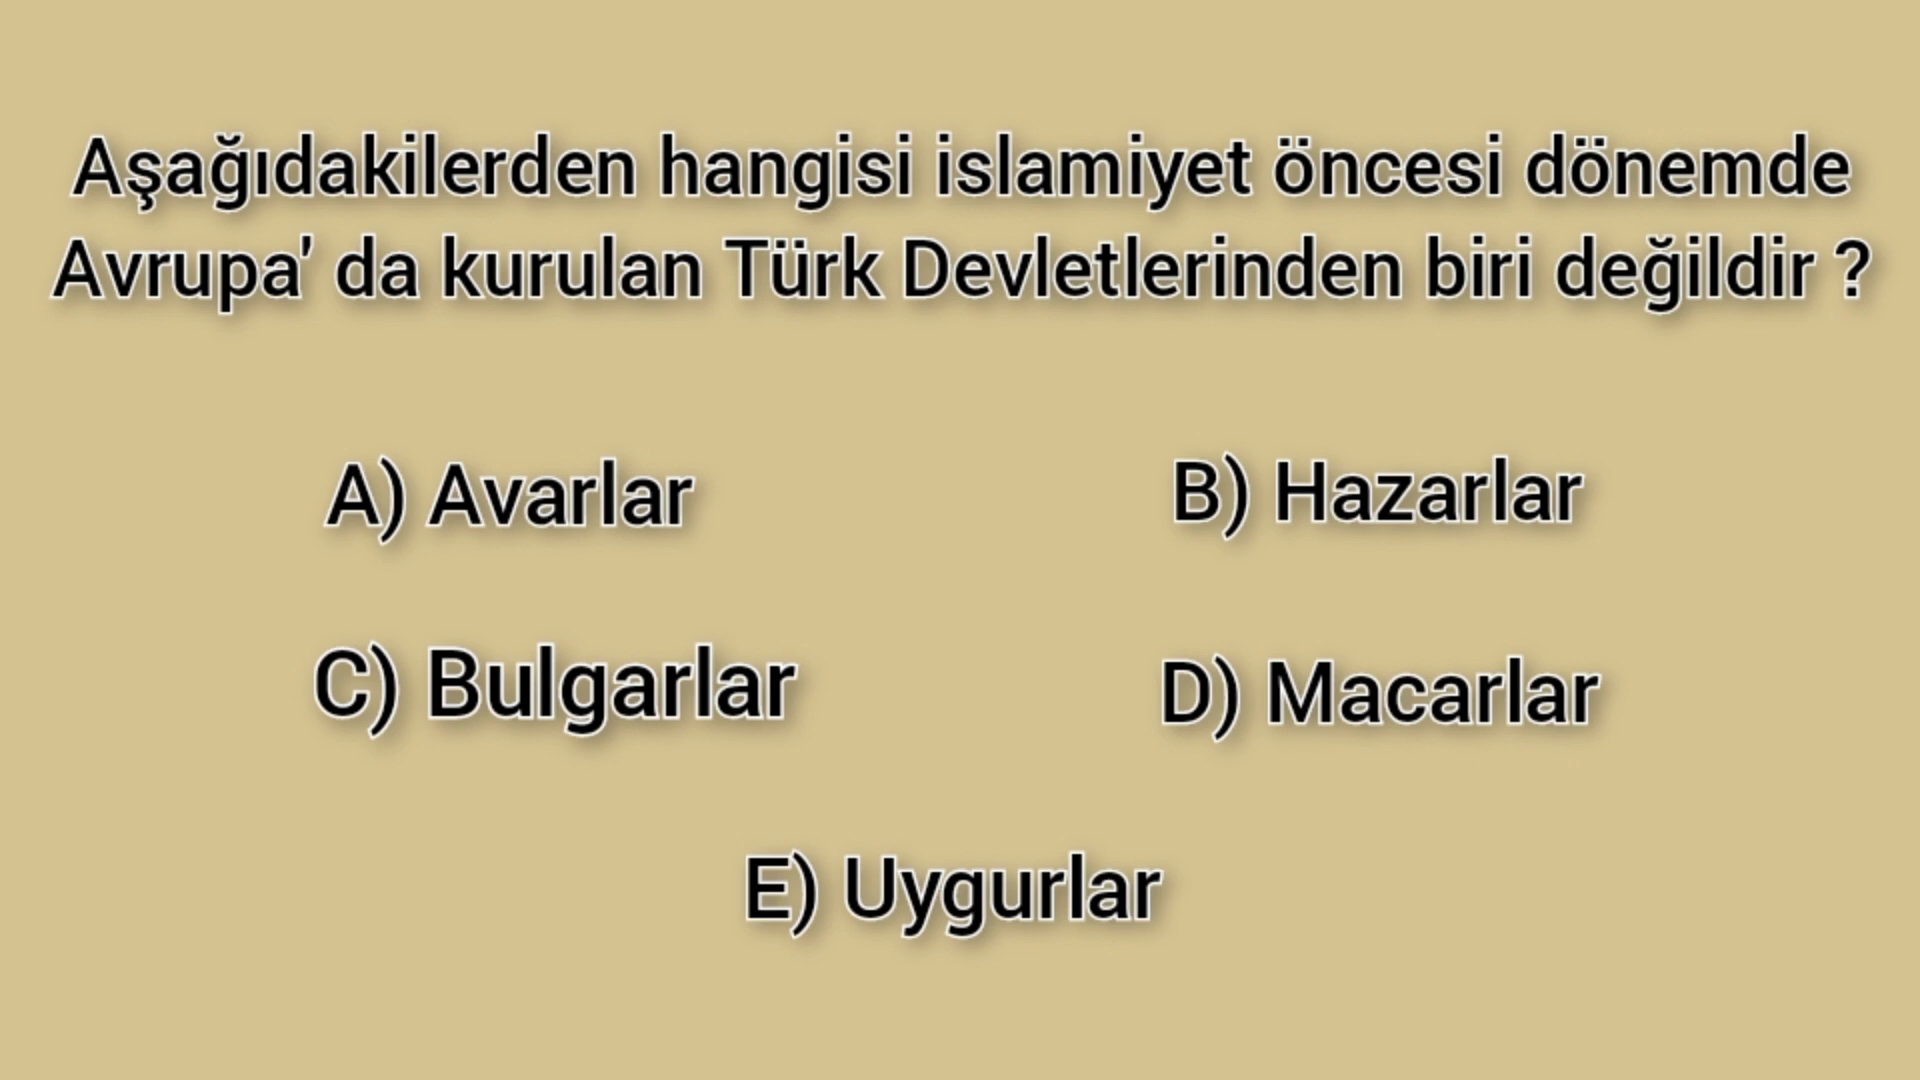 Aşağıdakilerden hangisi islamiyet öncesi dönemde
Avrupa' da kurulan Türk Devletlerinden biri değildir ?
A) Avarlar
B) Hazarlar
C) Bulgarlar
D) Macarlar
E) Uygurlar